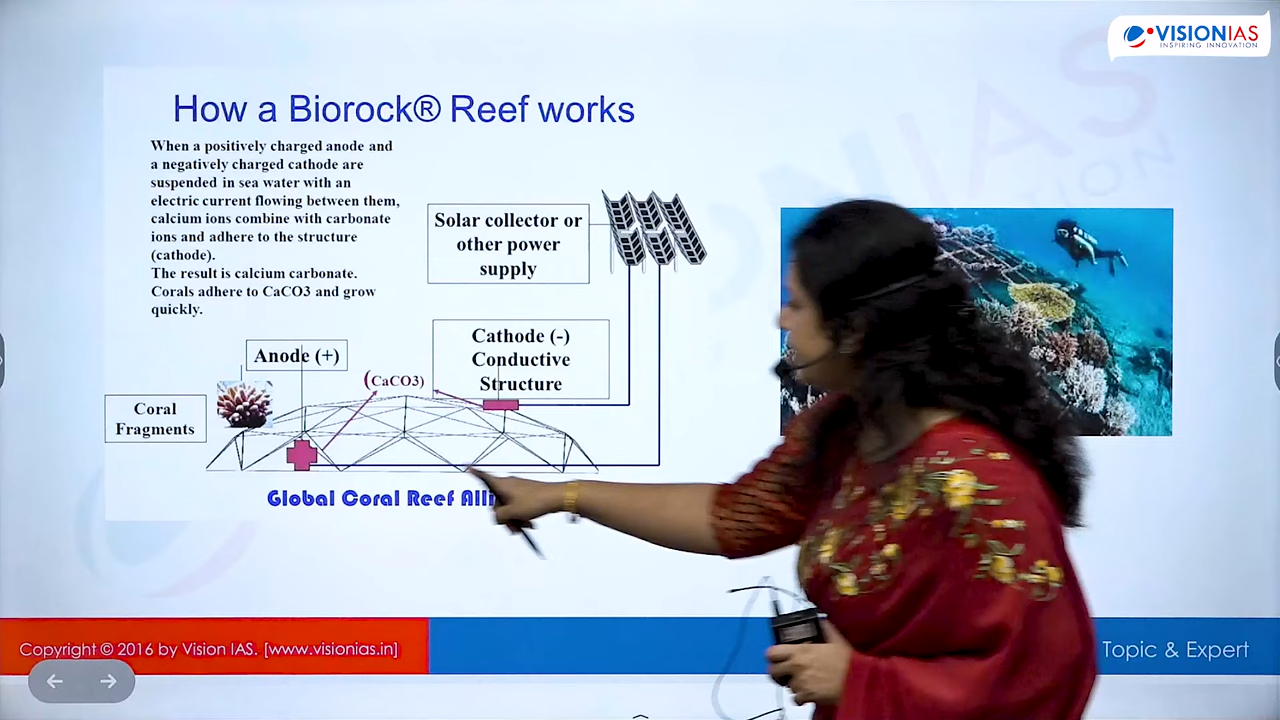 VISIONIAS
INSPIRING INNOVATION
How a Biorock® Reef works
When a positively charged anode and
a negatively charged cathode are
suspended in sea water with an
electric current flowing between them,
calcium ions combine with carbonate
ions and adhere to the structure
(cathode).
The result is calcium carbonate.
Corals adhere to CaCO3 and grow
quickly.
Solar collector or
other power
supply
Anode (+)
Cathode (-)
Conductive
Structure
(CaCO3)
Coral
Fragments
Global Coral Reef
Copyright © 2016 by Vision IAS. [www.visionias.in]
Topic & Expert